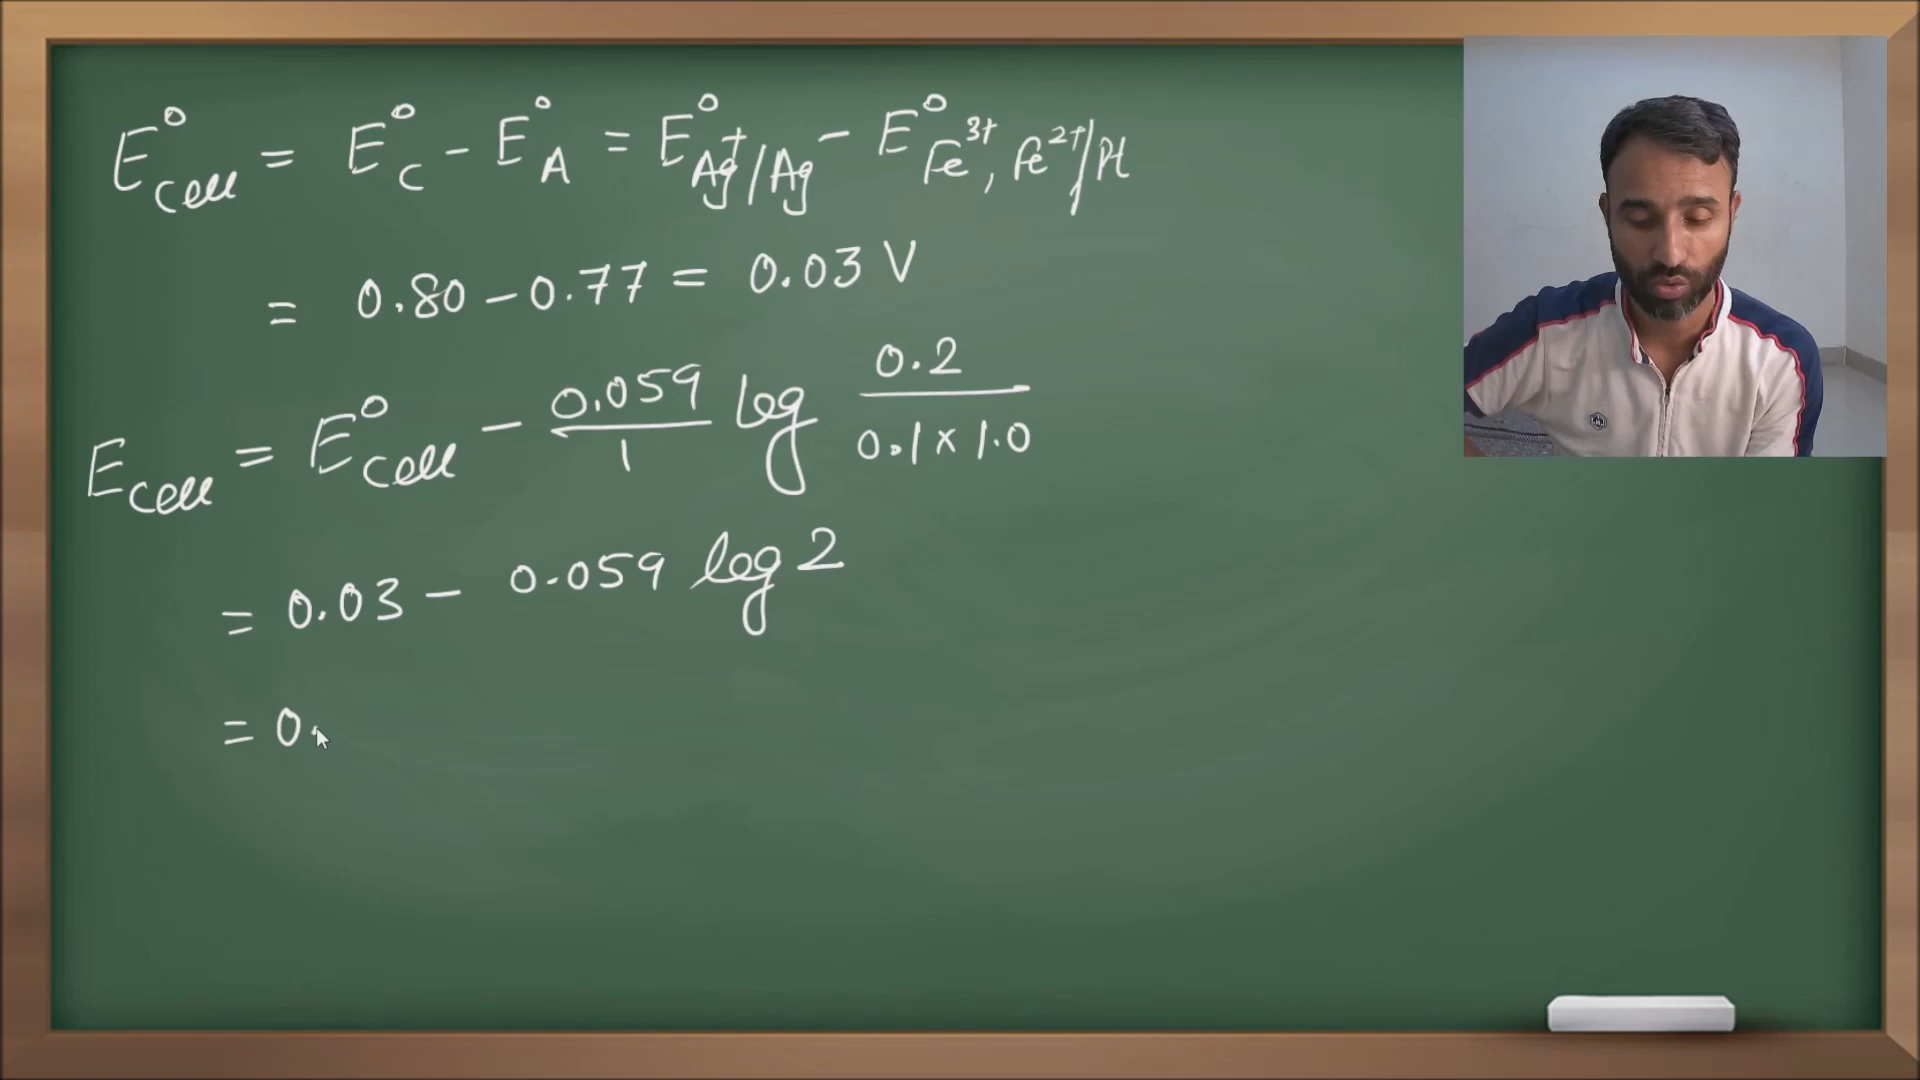 E°cell = E°C - E°A = E°Ag⁺/Ag - E°Fe³⁺, Fe²⁺/Pt
= 0.80 - 0.77 = 0.03 V
Ecell = E°cell - 0.059/1 log 0.2/(0.1 × 1.0)
= 0.03 - 0.059 log 2
= 0.